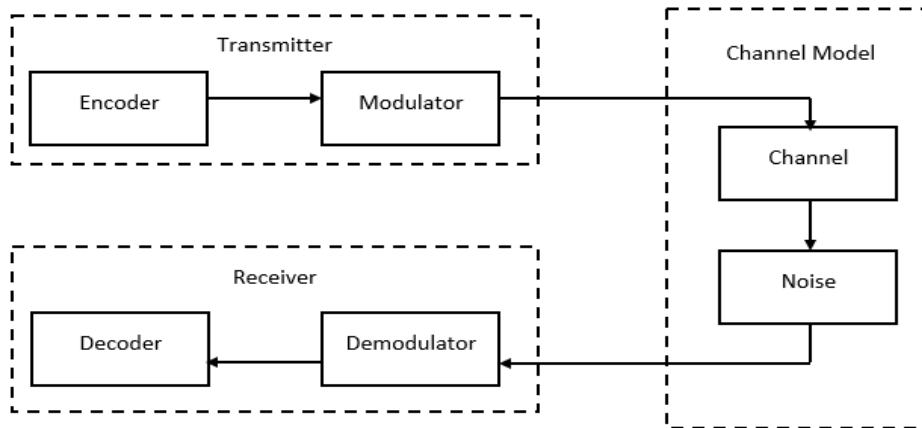 Transmitter
Encoder
Modulator
Channel Model
Channel
Noise
Receiver
Decoder
Demodulator